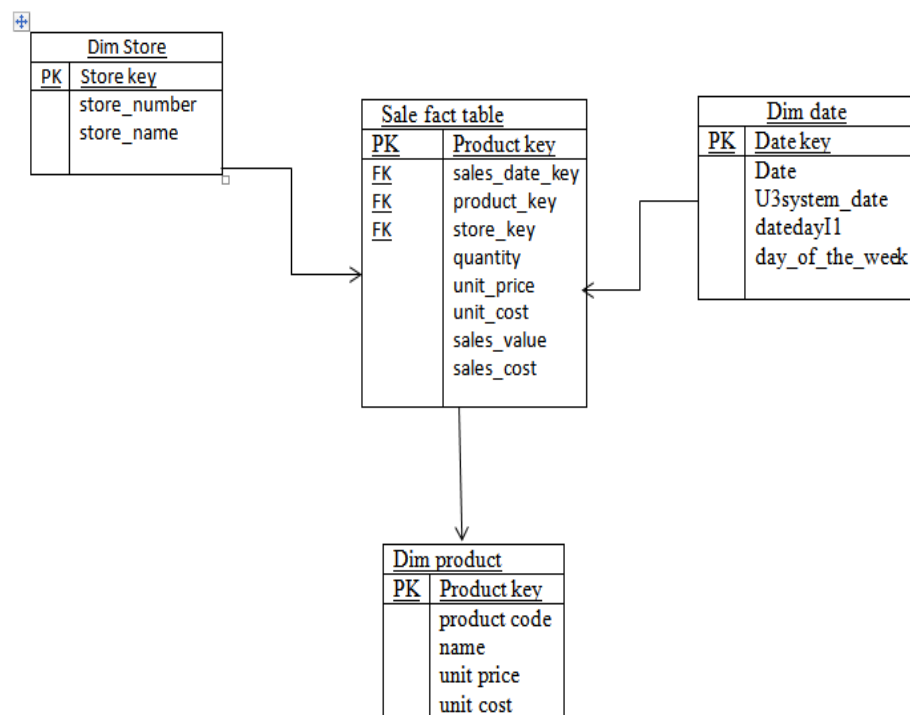 Dim Store
PK Store key
store_number
store_name
Sale fact table
PK Product key
FK sales_date_key
FK product_key
FK store_key
quantity
unit_price
unit_cost
sales_value
sales_cost
Dim date
PK Date key
Date
U3system_date
datedayI1
day_of_the_week
Dim product
PK Product key
product code
name
unit price
unit cost